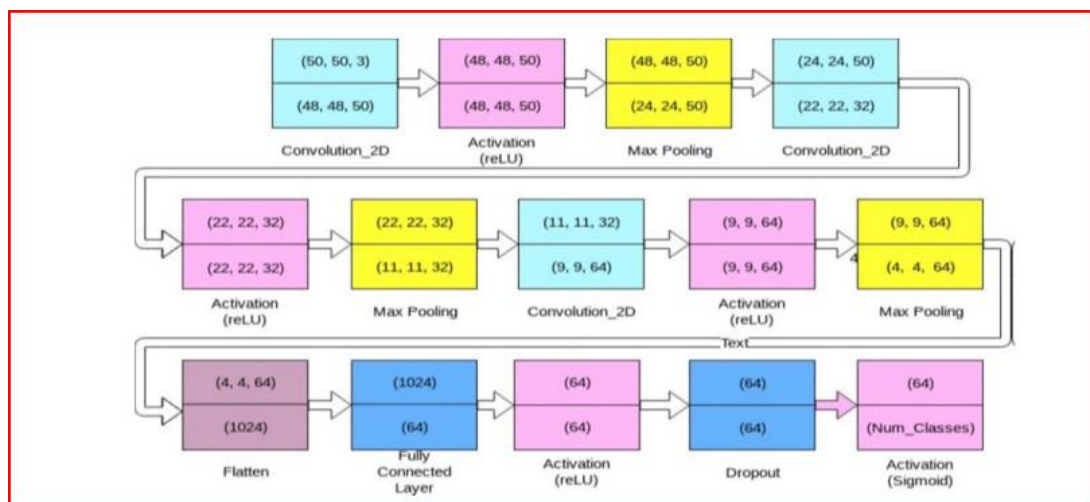 (50, 50, 3)
(48, 48, 50)
Convolution_2D
(48, 48, 50)
(48, 48, 50)
Activation
(reLU)
(48, 48, 50)
(24, 24, 50)
Max Pooling
(24, 24, 50)
(22, 22, 32)
Convolution_2D
(22, 22, 32)
(22, 22, 32)
Activation
(reLU)
(22, 22, 32)
(11, 11, 32)
Max Pooling
(11, 11, 32)
(9, 9, 64)
Convolution_2D
(9, 9, 64)
(9, 9, 64)
Activation
(reLU)
4
(9, 9, 64)
(4, 4, 64)
Max Pooling
Text
(4, 4, 64)
(1024)
Flatten
(1024)
(64)
Fully
Connected
Layer
(64)
(64)
Activation
(reLU)
(64)
(64)
Dropout
(64)
(Num_Classes)
Activation
(Sigmoid)